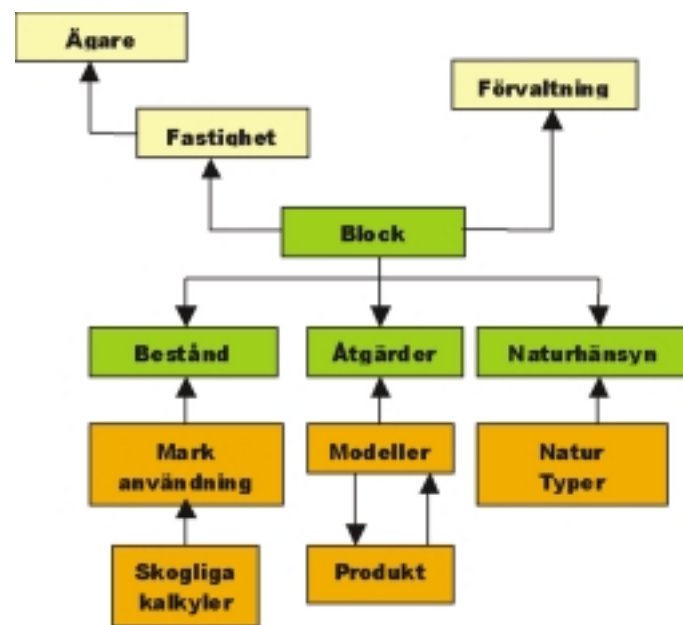 Ägare
Förvaltning
Fastighet
Block
Bestånd
Åtgärder
Naturhänsyn
Mark
användning
Modeller
Natur
Typer
Skogliga
kalkyler
Produkt